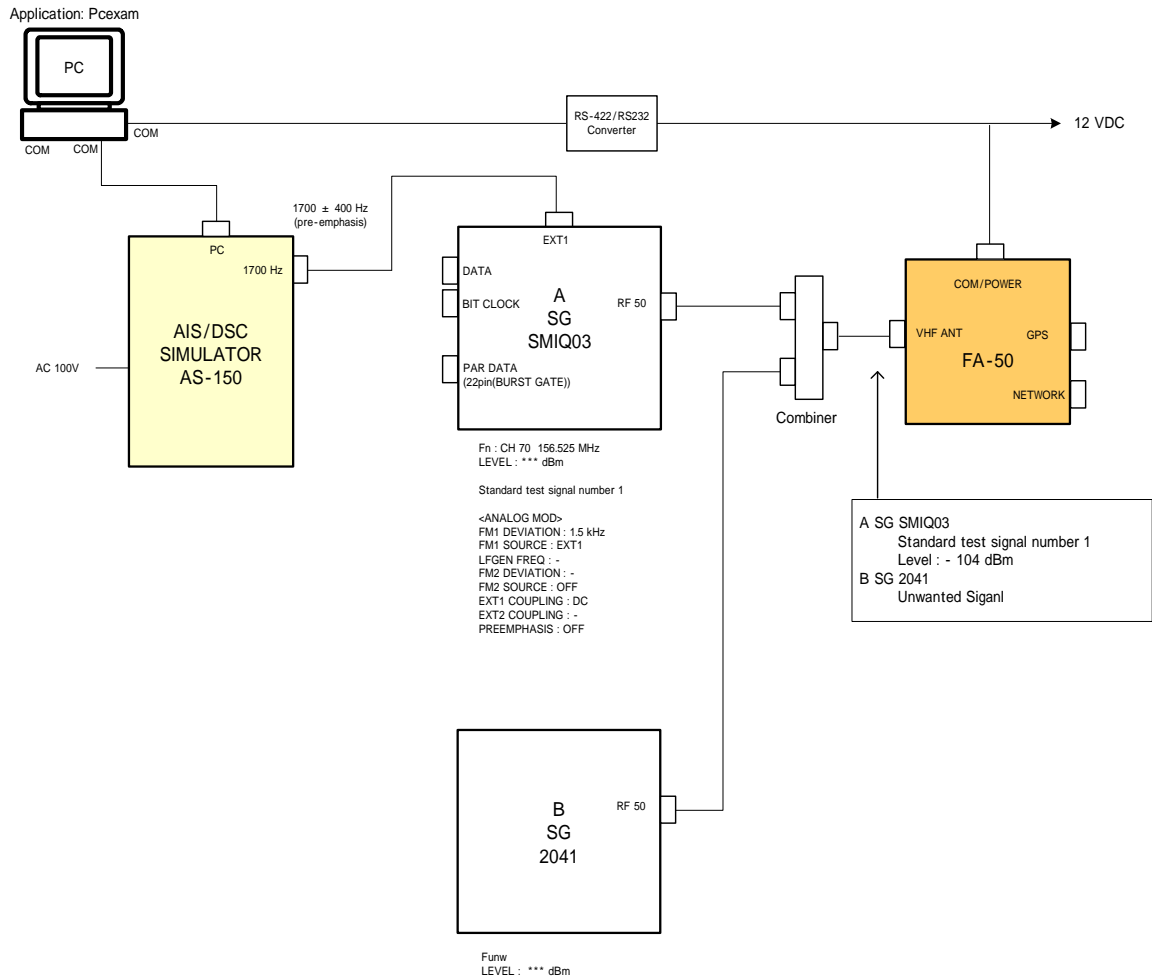 Application: Pcexam
PC
COM
COM
COM
RS-422/RS232
Converter
12 VDC
1700 ± 400 Hz
(pre-emphasis)
PC
1700 Hz
AIS/DSC
SIMULATOR
AS-150
AC 100V
EXT1
DATA
BIT CLOCK
PAR DATA
(22pin(BURST GATE))
A
SG
SMIQ03
RF 50
Combiner
COM/POWER
VHF ANT
GPS
FA-50
NETWORK
Fn : CH 70 156.525 MHz
LEVEL : *** dBm
Standard test signal number 1
<ANALOG MOD>
FM1 DEVIATION : 1.5 kHz
FM1 SOURCE : EXT1
LFGEN FREQ : -
FM2 DEVIATION : -
FM2 SOURCE : OFF
EXT1 COUPLING : DC
EXT2 COUPLING : -
PREEMPHASIS : OFF
A SG SMIQ03
Standard test signal number 1
Level : - 104 dBm
B SG 2041
Unwanted Siganl
B
SG
2041
RF 50
Funw
LEVEL : *** dBm